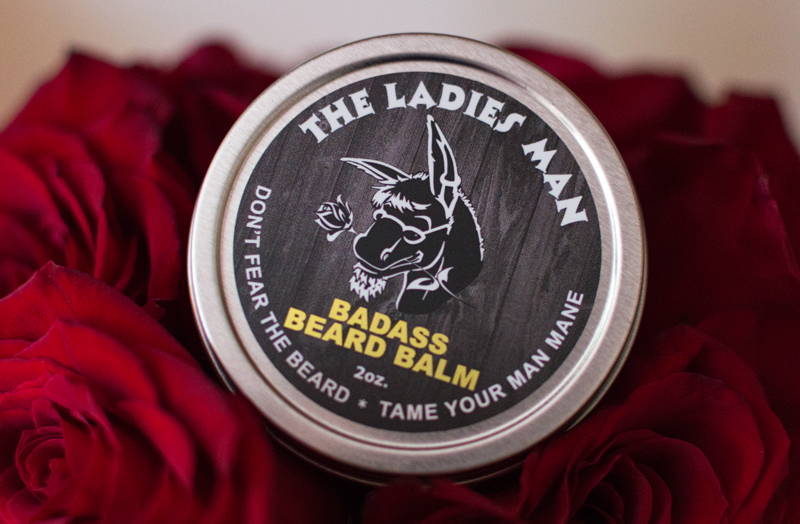 THE LADIES MAN
BADASS
BEARD BALM
2oz.
DON'T FEAR THE BEARD * TAME YOUR MAN MANE